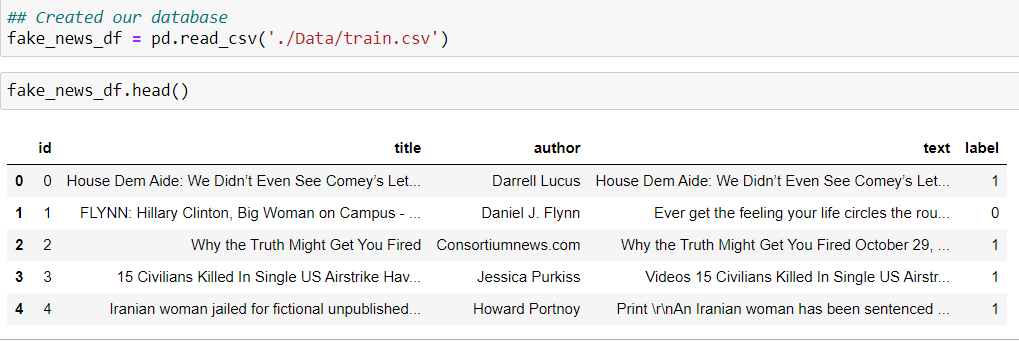 ## Created our database
fake_news_df = pd.read_csv('./Data/train.csv')
fake_news_df.head()
id title author text label
0 0 House Dem Aide: We Didn’t Even See Comey’s Let... Darrell Lucus House Dem Aide: We Didn’t Even See Comey’s Let... 1
1 1 FLYNN: Hillary Clinton, Big Woman on Campus - ... Daniel J. Flynn Ever get the feeling your life circles the rou... 0
2 2 Why the Truth Might Get You Fired Consortiumnews.com Why the Truth Might Get You Fired October 29, ... 1
3 3 15 Civilians Killed In Single US Airstrike Hav... Jessica Purkiss Videos 15 Civilians Killed In Single US Airstr... 1
4 4 Iranian woman jailed for fictional unpublished... Howard Portnoy Print \r\nAn Iranian woman has been sentenced ... 1